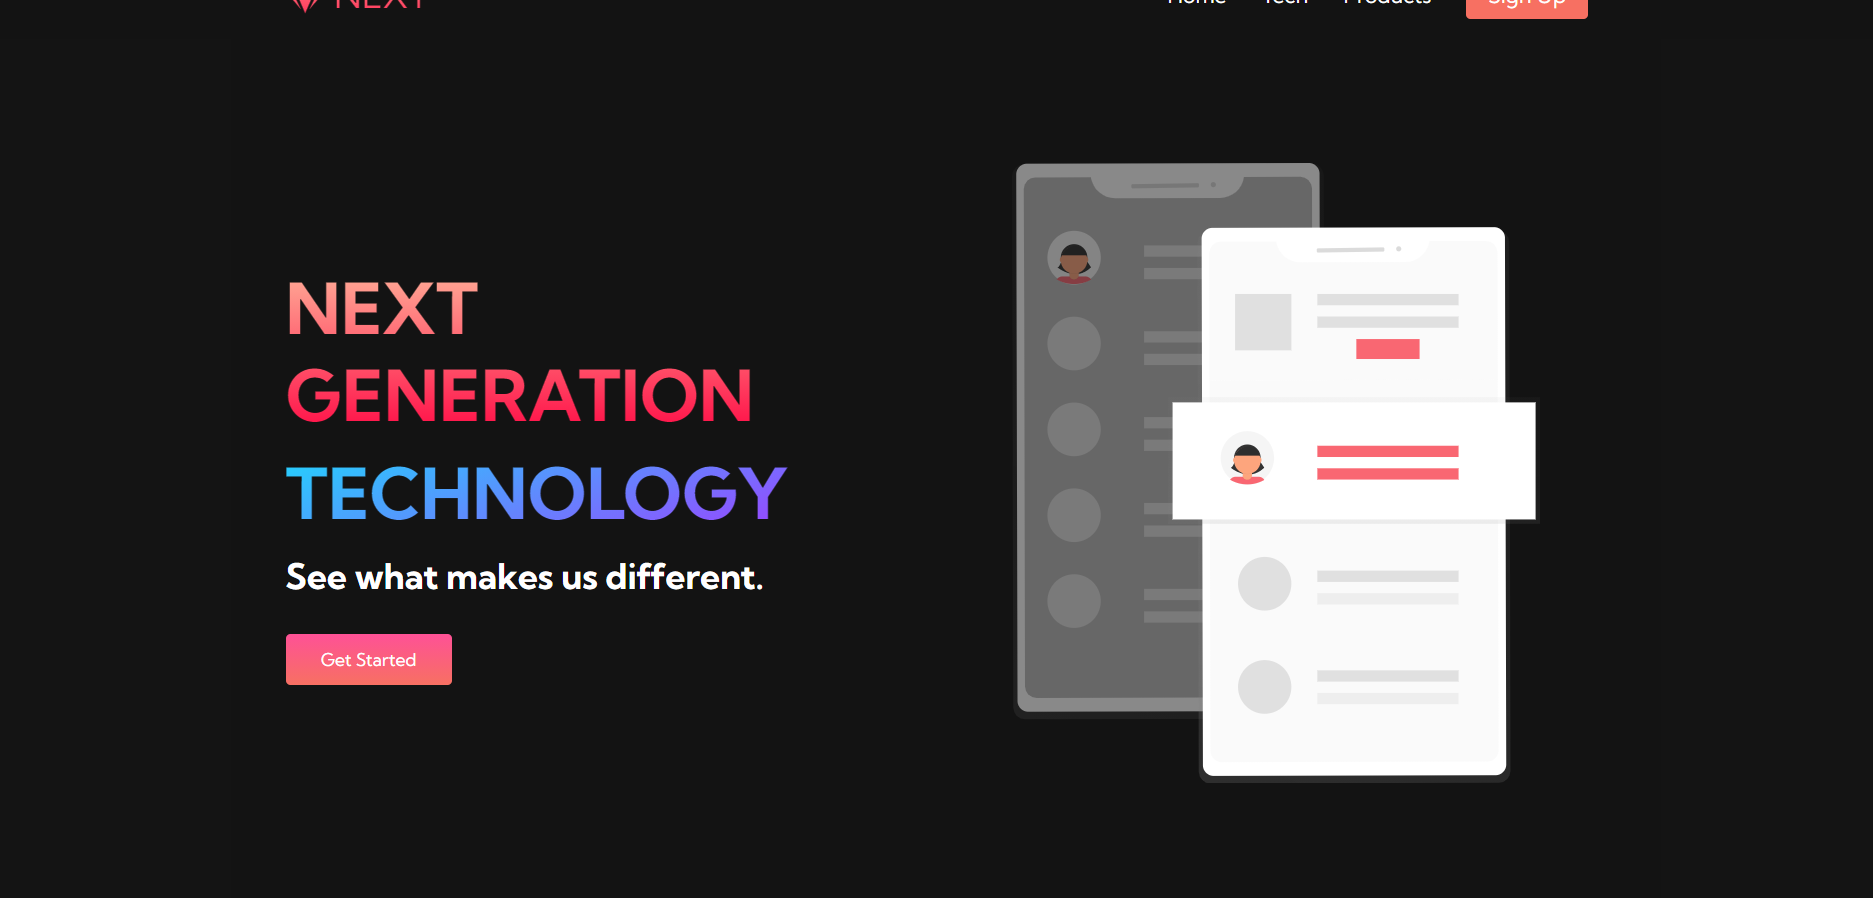 NEXT
Home Tech Products Sign Up
NEXT
GENERATION
TECHNOLOGY
See what makes us different.
Get Started